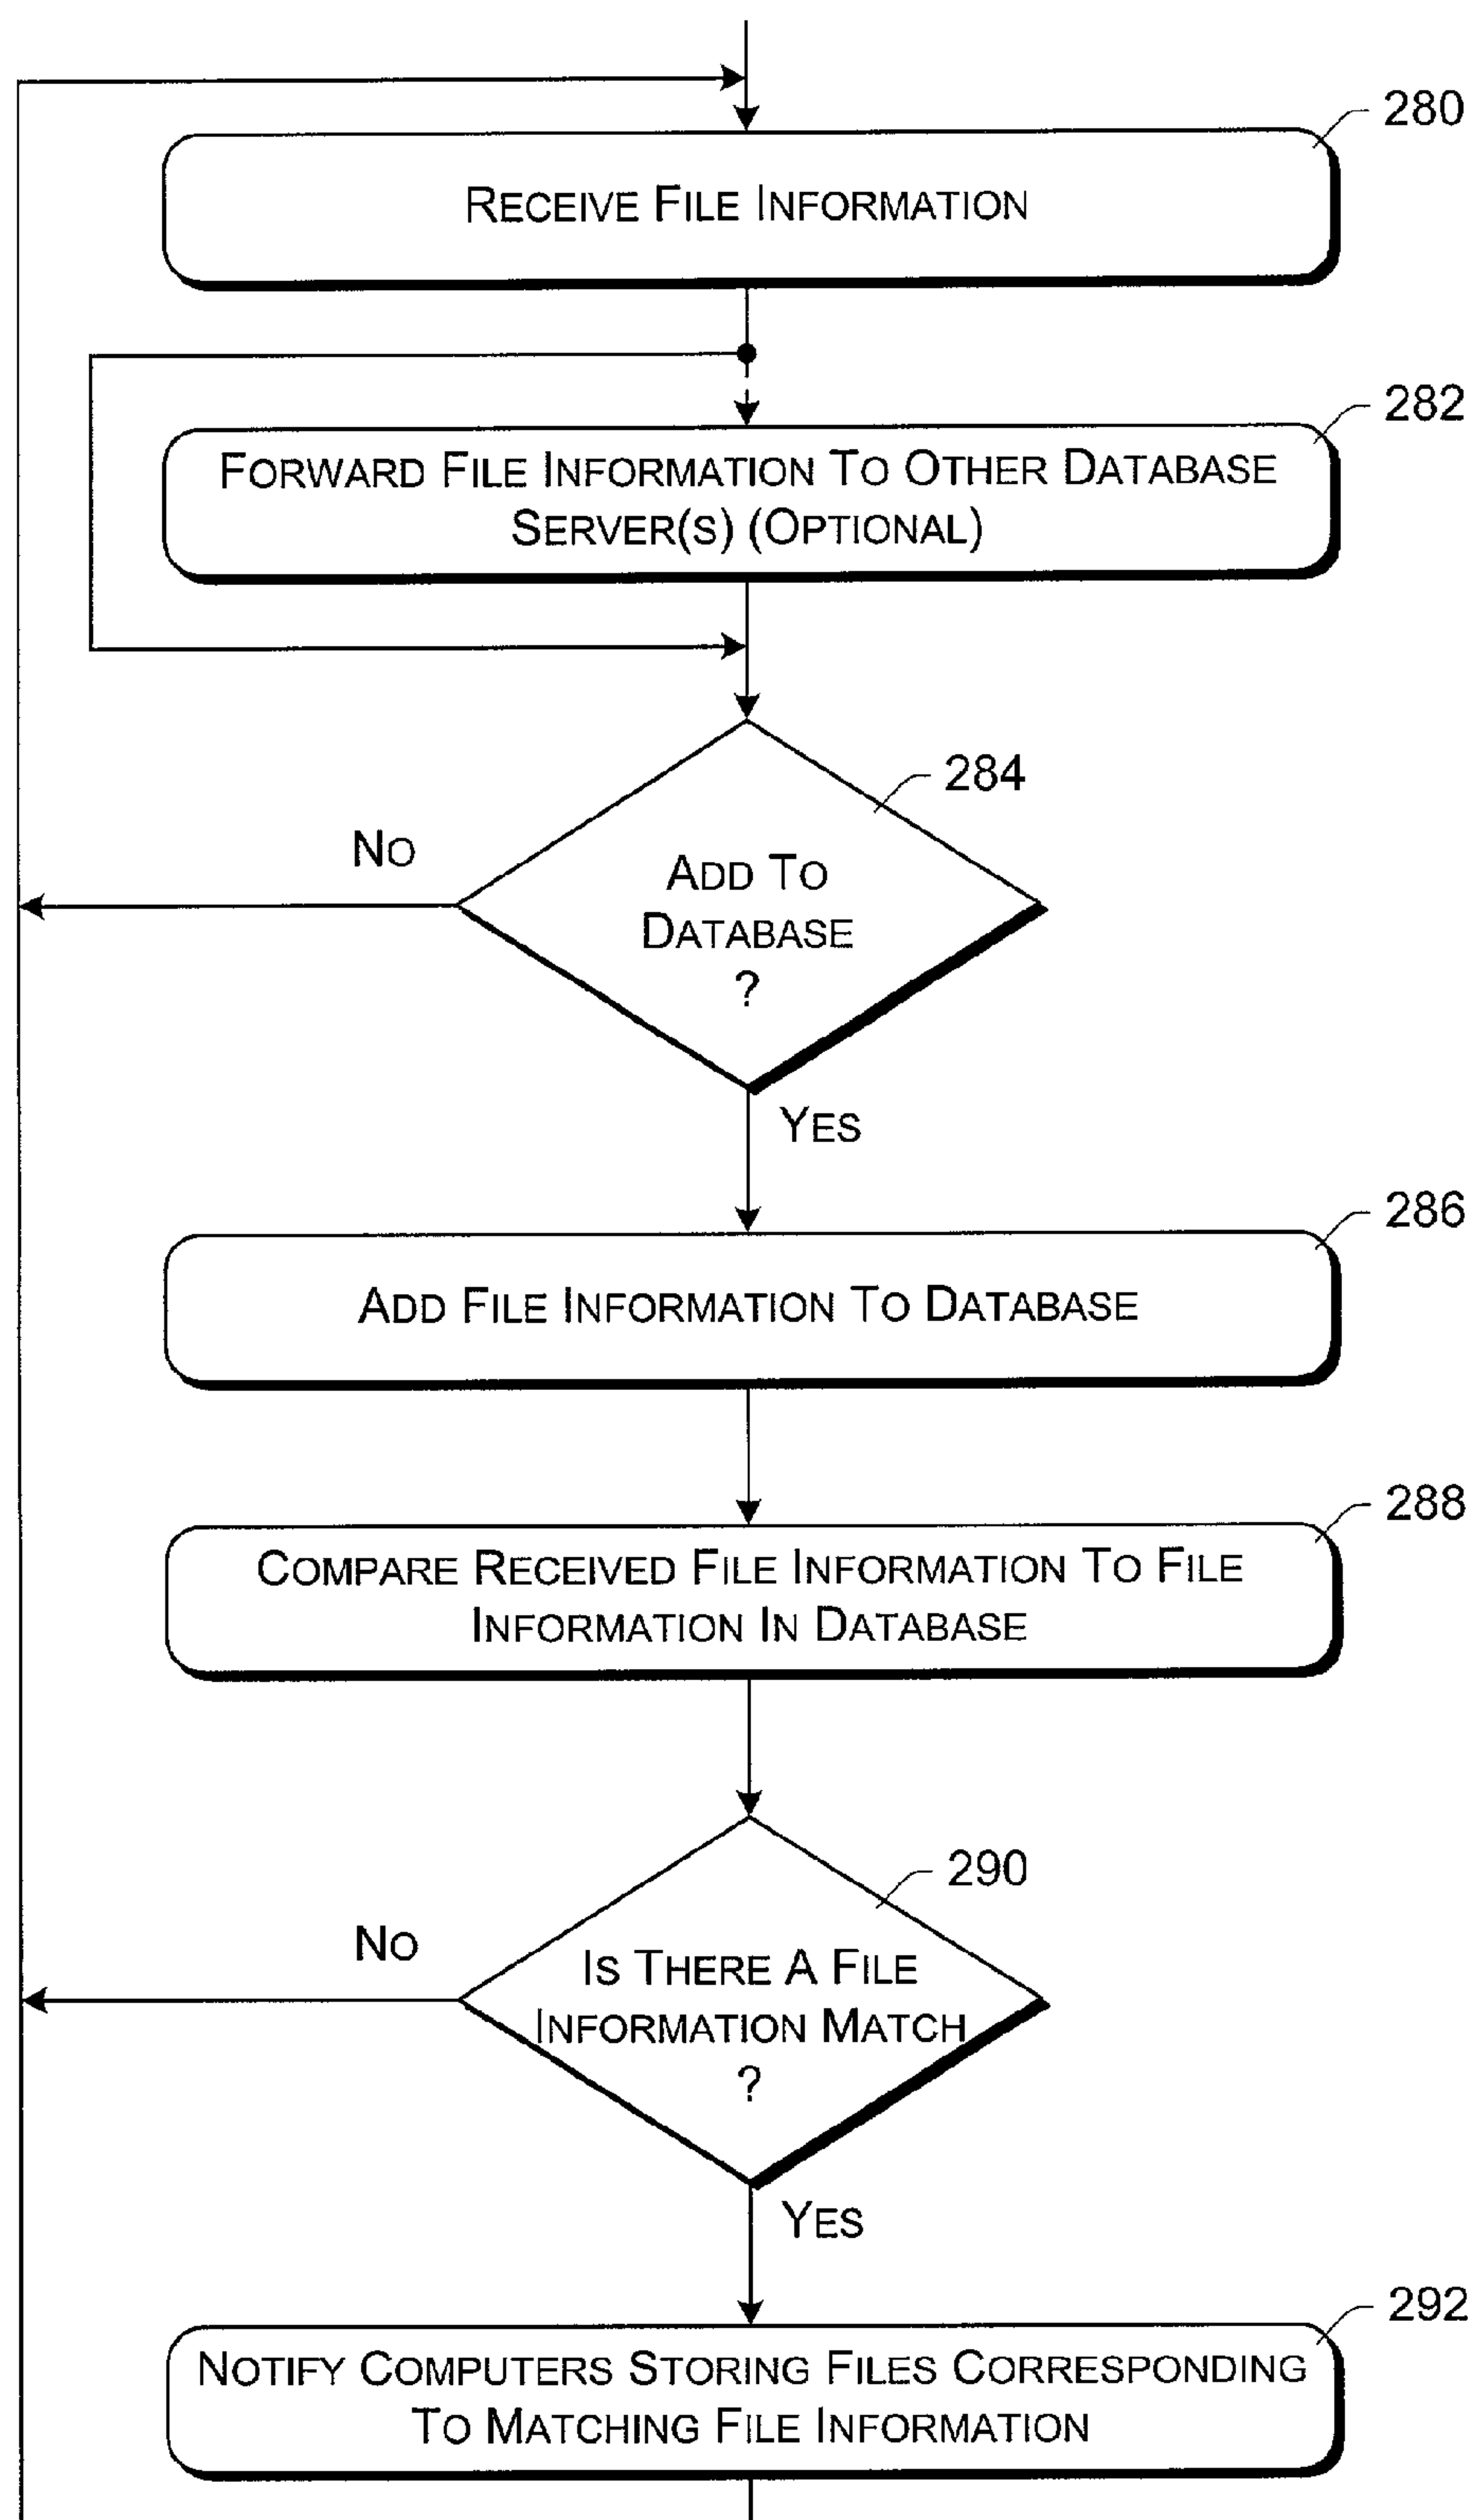 280
RECEIVE FILE INFORMATION
282
FORWARD FILE INFORMATION TO OTHER DATABASE
SERVER(S) (OPTIONAL)
284
NO
ADD TO
DATABASE
?
YES
286
ADD FILE INFORMATION TO DATABASE
288
COMPARE RECEIVED FILE INFORMATION TO FILE
INFORMATION IN DATABASE
290
NO
IS THERE A FILE
INFORMATION MATCH
?
YES
292
NOTIFY COMPUTERS STORING FILES CORRESPONDING
TO MATCHING FILE INFORMATION